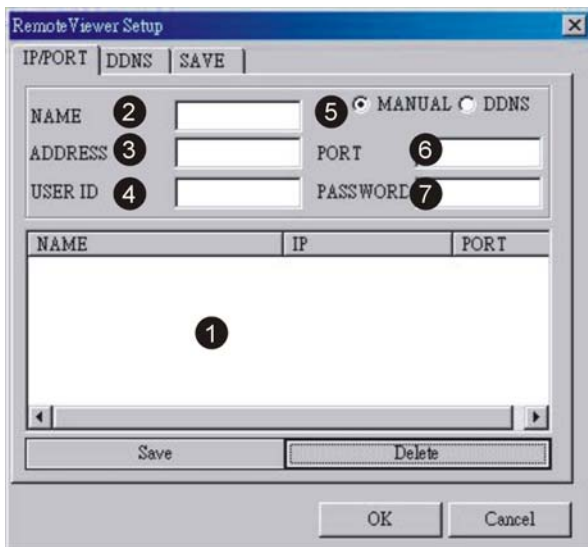 RemoteViewer Setup
IP/PORT DDNS SAVE
NAME 2 5 MANUAL DDNS
ADDRESS 3 PORT 6
USER ID 4 PASSWORD 7
NAME IP PORT
1
Save Delete
OK Cancel